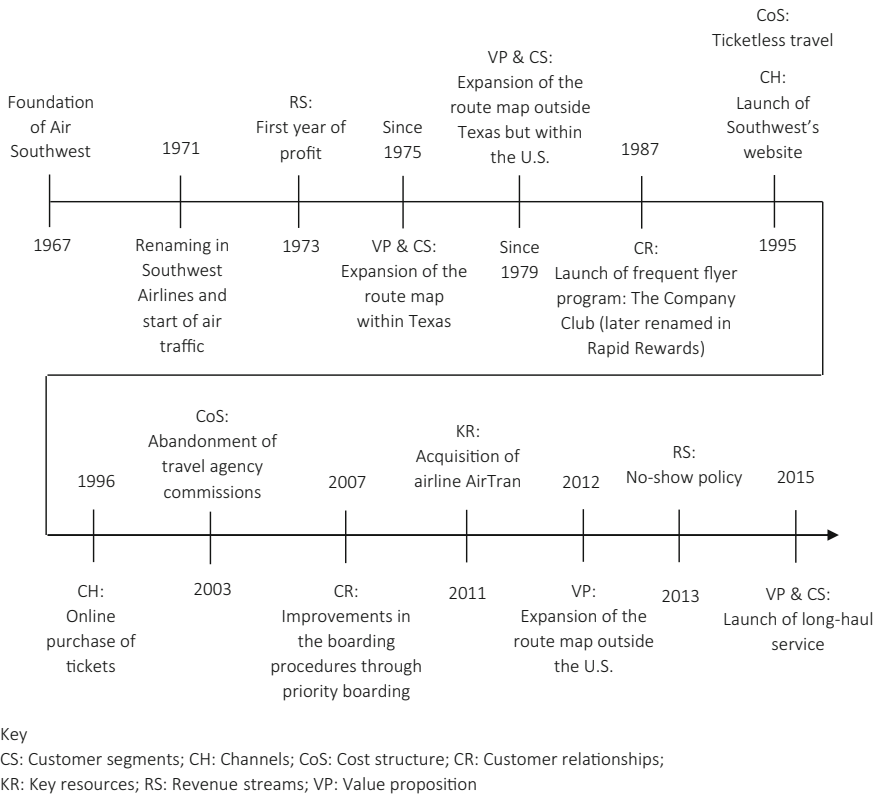 Foundation
of Air
Southwest
1967
1971
Renaming in
Southwest
Airlines and
start of air
traffic
RS:
First year of
profit
1973
Since
1975
VP & CS:
Expansion of the
route map
within Texas
VP & CS:
Expansion of the
route map outside
Texas but within
the U.S.
Since
1979
1987
CR:
Launch of frequent flyer
program: The Company
Club (later renamed in
Rapid Rewards)
CoS:
Ticketless travel
CH:
Launch of
Southwest's
website
1995
1996
CH:
Online
purchase of
tickets
CoS:
Abandonment of
travel agency
commissions
2003
2007
CR:
Improvements in
the boarding
procedures through
priority boarding
KR:
Acquisition of
airline AirTran
2011
2012
VP:
Expansion of the
route map outside
the U.S.
RS:
No-show policy
2013
2015
VP & CS:
Launch of long-haul
service
Key
CS: Customer segments; CH: Channels; CoS: Cost structure; CR: Customer relationships;
KR: Key resources; RS: Revenue streams; VP: Value proposition